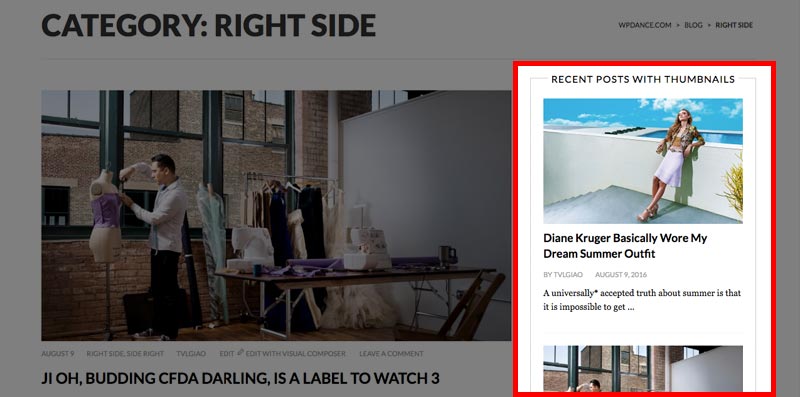 CATEGORY: RIGHT SIDE
WPDANCE.COM > BLOG > RIGHT SIDE
RECENT POSTS WITH THUMBNAILS
Diane Kruger Basically Wore My
Dream Summer Outfit
BY TVLGIAO AUGUST 9, 2016
A universally* accepted truth about summer is that
it is impossible to get ...
AUGUST 9 RIGHT SIDE, SIDE RIGHT TVLGIAO EDIT EDIT WITH VISUAL COMPOSER LEAVE A COMMENT
JI OH, BUDDING CFDA DARLING, IS A LABEL TO WATCH 3